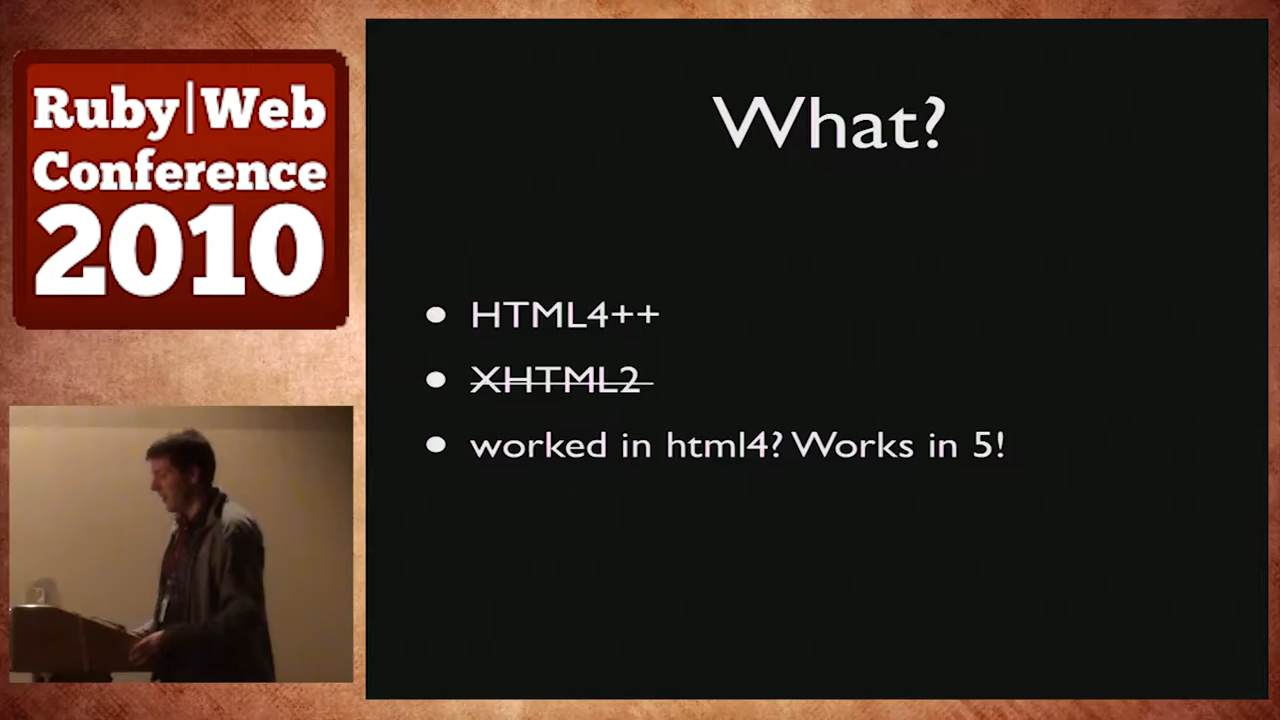 Ruby|Web
Conference
2010
What?
• HTML4++
• XHTML2
• worked in html4? Works in 5!